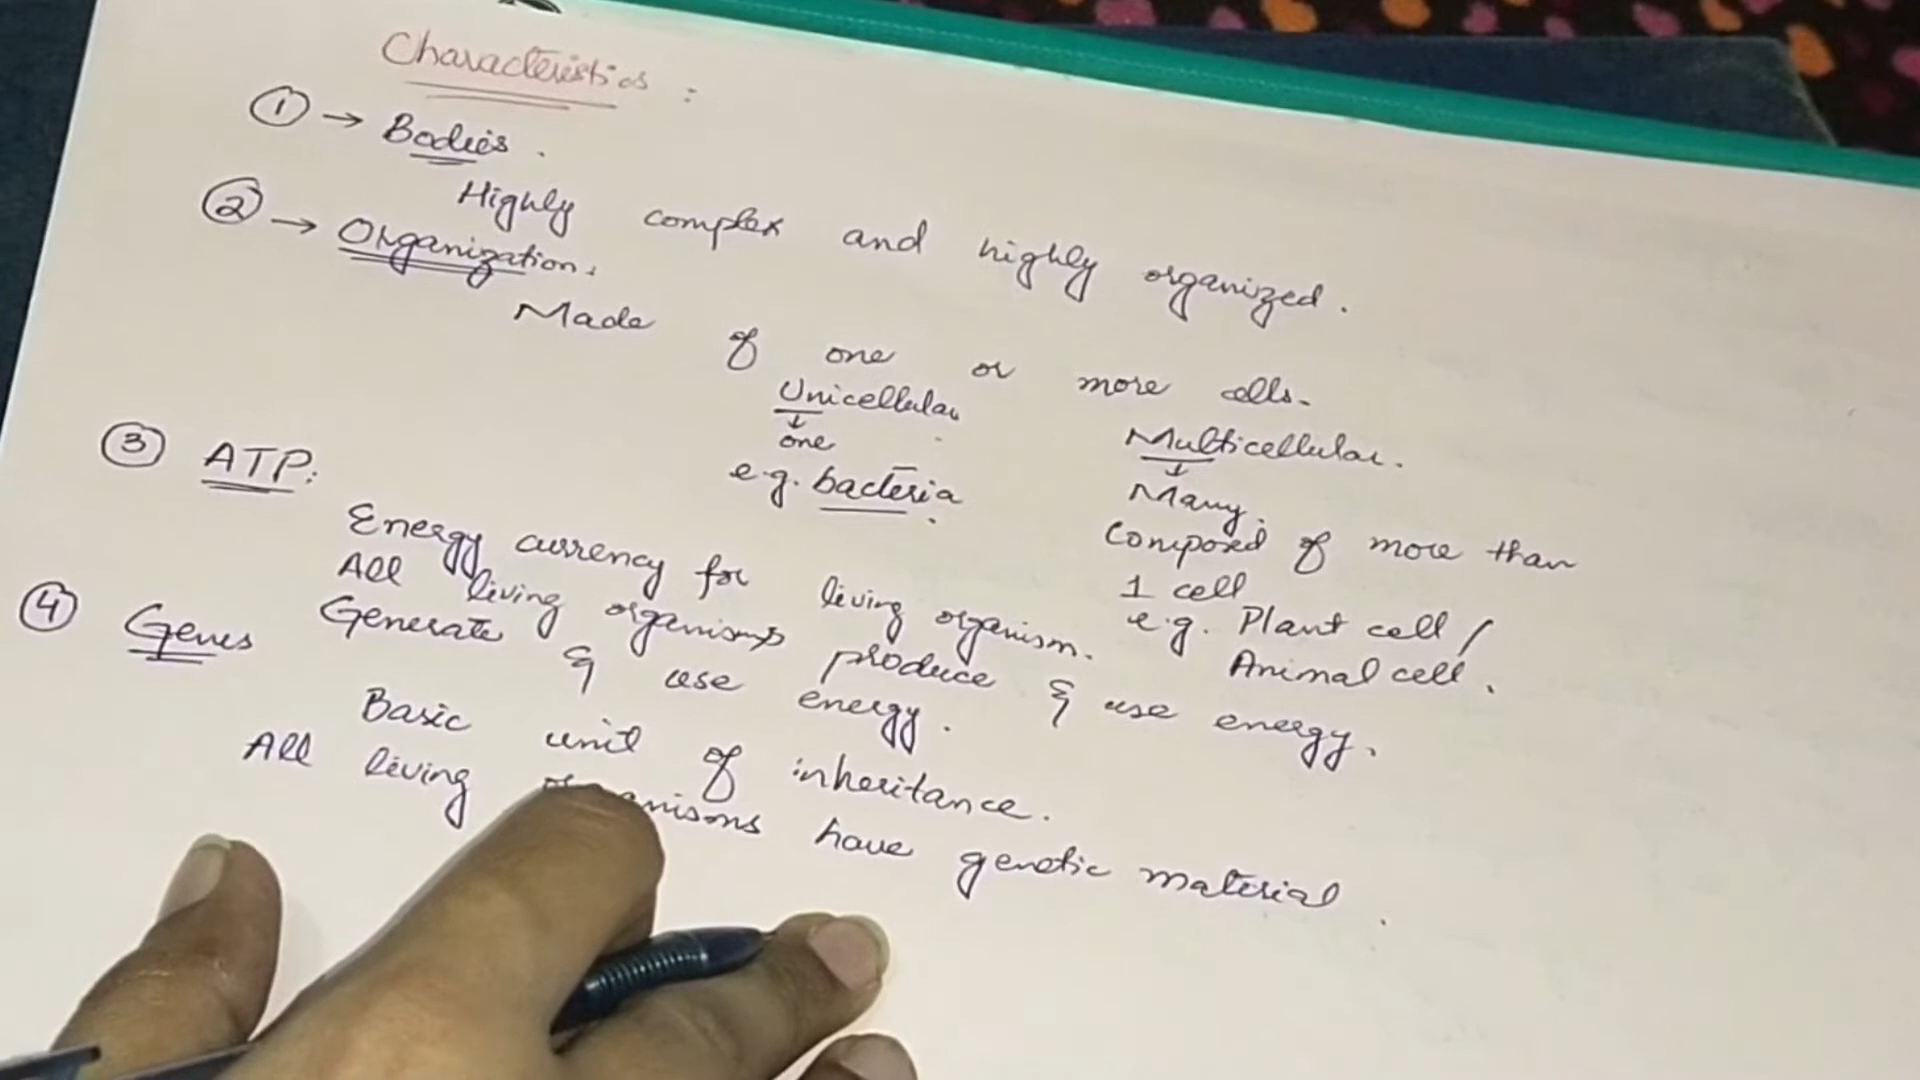 Characteristics :
① → Bodies.
Highly complex and highly organized.
② → Organization.
Made of one or more cells.
Unicellular
↓
one
e.g. bacteria.
Multicellular.
↓
Many.
Composed of more than
1 cell
e.g. Plant cell /
Animal cell.
③ ATP:
Energy currency for living organism.
All living organisms produce & use energy.
Generate & use energy.
④ Genes
Basic unit of inheritance.
All living have genetic material.